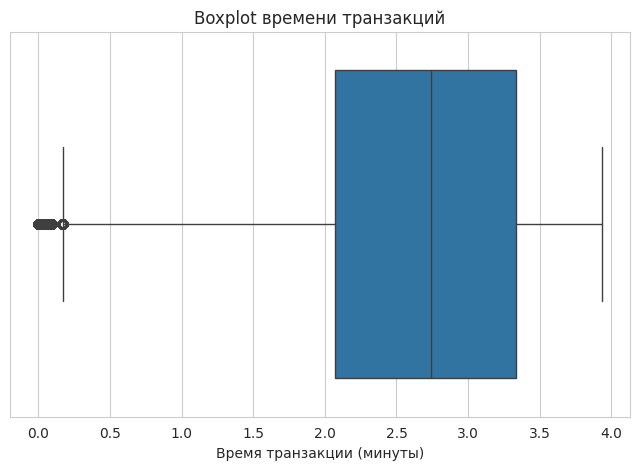 Boxplot времени транзакций
0.0 0.5 1.0 1.5 2.0 2.5 3.0 3.5 4.0
Время транзакции (минуты)